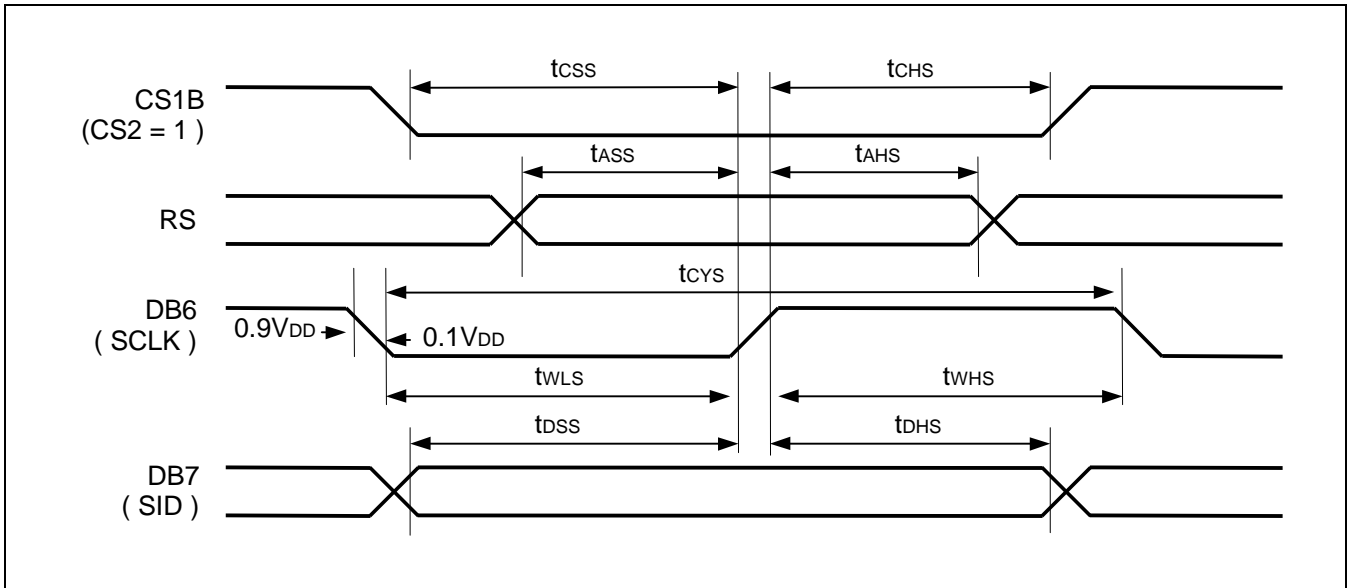 tCSS
tCHS
CS1B
(CS2 = 1 )
tASS
tAHS
RS
tCYS
DB6
( SCLK )
0.9VDD
0.1VDD
tWLS
tWHS
tDSS
tDHS
DB7
( SID )